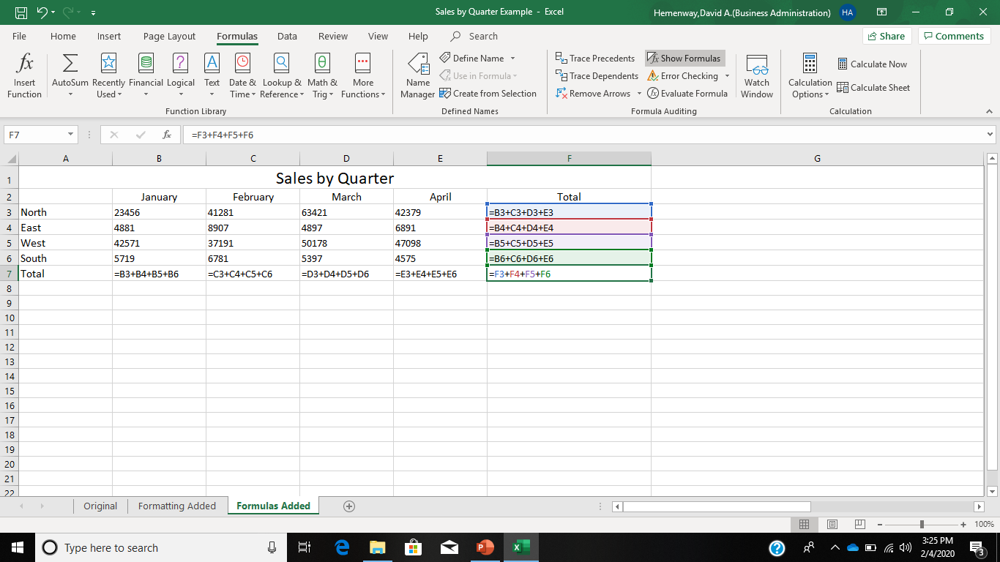 Sales by Quarter Example - Excel
Hemenway,David A.(Business Administration) HA
File Home Insert Page Layout Formulas Data Review View Help Search Share Comments
fx Insert Function
Σ AutoSum
Recently Used
Financial
Logical
Text
Date & Time
Lookup & Reference
Math & Trig
More Functions
Function Library
Name Manager
Define Name
Use in Formula
Create from Selection
Defined Names
Trace Precedents
Trace Dependents
Remove Arrows
Show Formulas
Error Checking
Evaluate Formula
Watch Window
Formula Auditing
Calculation Options
Calculate Now
Calculate Sheet
Calculation
F7 fx =F3+F4+F5+F6
A B C D E F G
1 Sales by Quarter
2 January February March April Total
3 North 23456 41281 63421 42379 =B3+C3+D3+E3
4 East 4881 8907 4897 6891 =B4+C4+D4+E4
5 West 42571 37191 50178 47098 =B5+C5+D5+E5
6 South 5719 6781 5397 4575 =B6+C6+D6+E6
7 Total =B3+B4+B5+B6 =C3+C4+C5+C6 =D3+D4+D5+D6 =E3+E4+E5+E6 =F3+F4+F5+F6
8
9
10
11
12
13
14
15
16
17
18
19
20
21
22
Original Formatting Added Formulas Added
100%
Type here to search
3:25 PM
2/4/2020
3